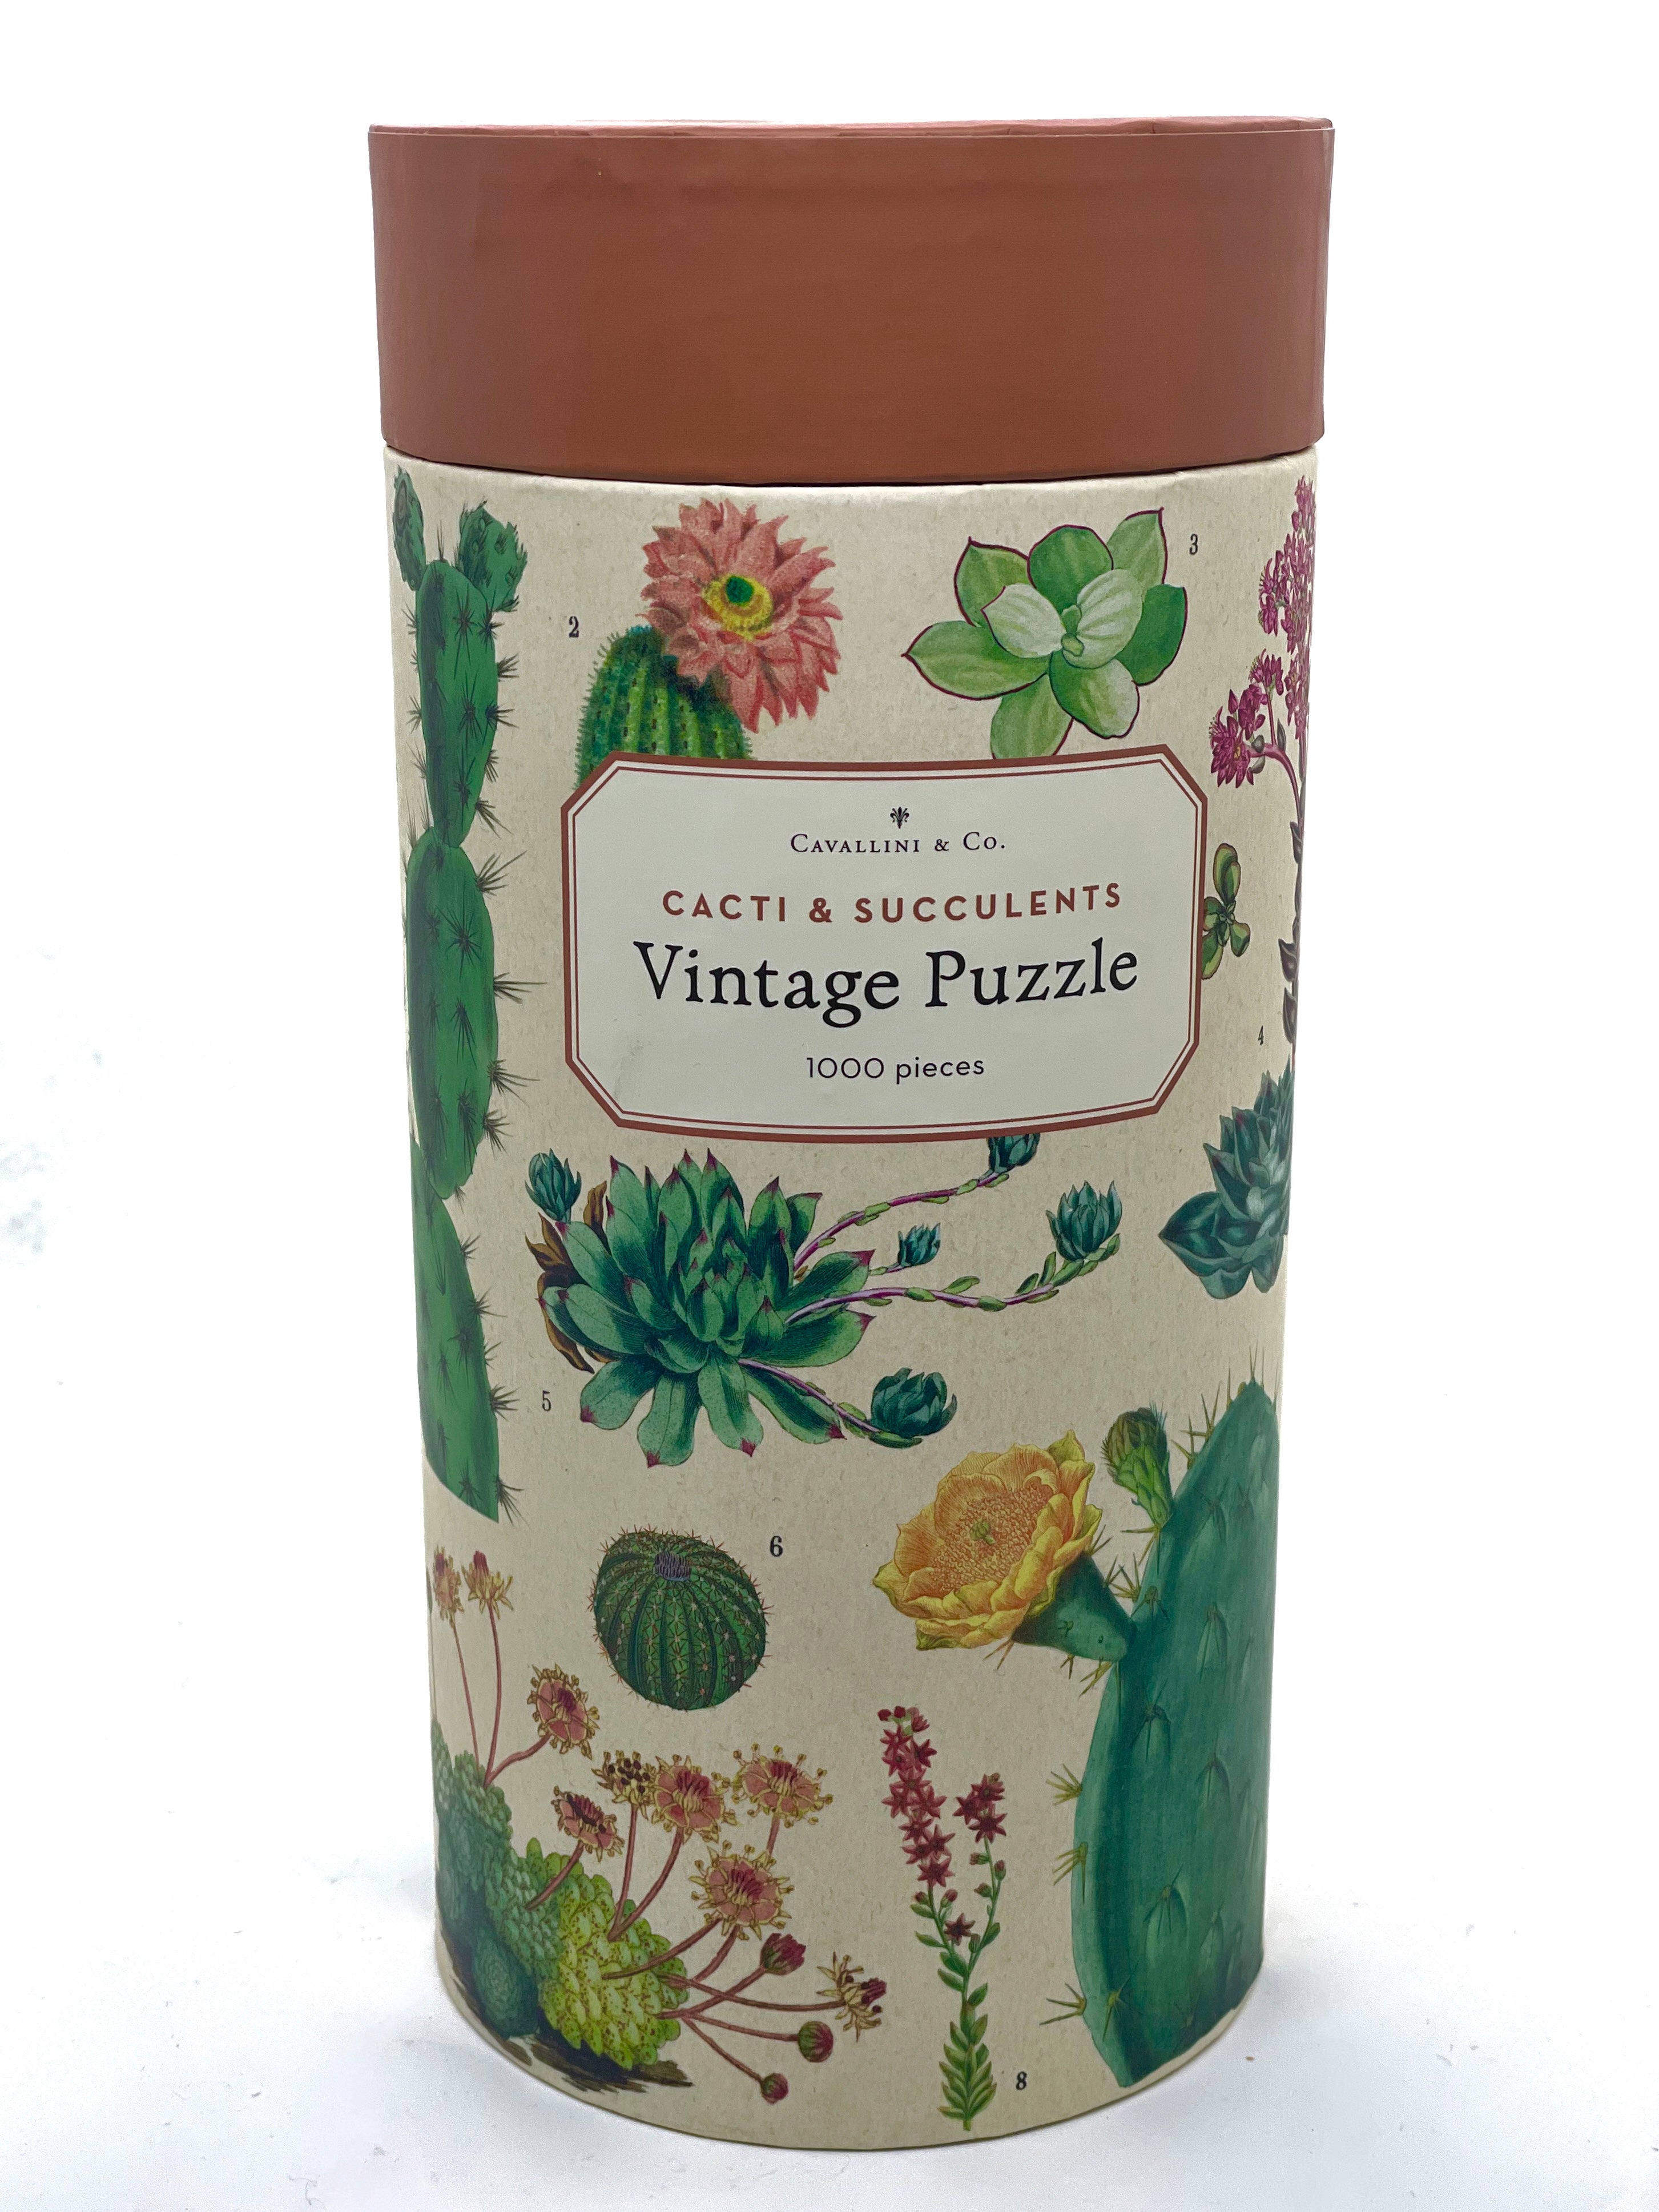 3
2
CAVALLINI & CO.
CACTI & SUCCULENTS
Vintage Puzzle
1000 pieces
4
5
6
8